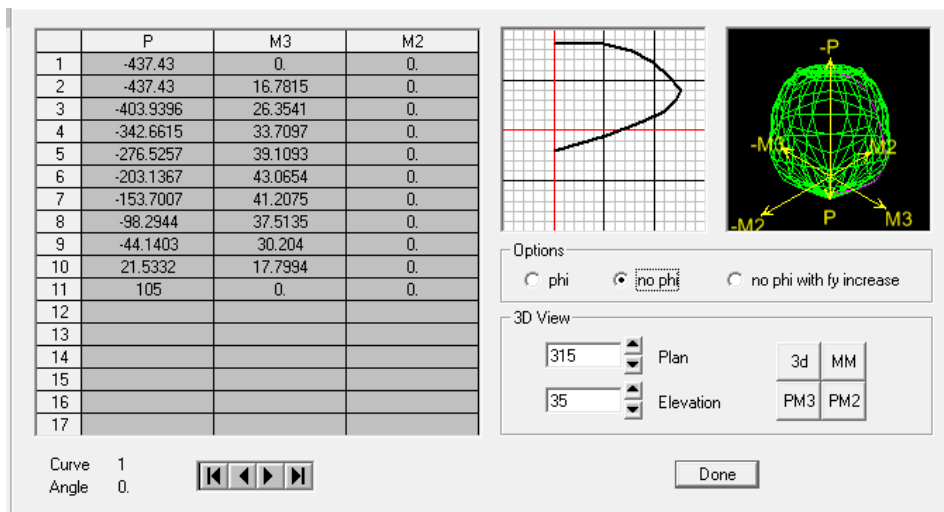 P M3 M2
1 -437.43 0. 0.
2 -437.43 16.7815 0.
3 -403.9396 26.3541 0.
4 -342.6615 33.7097 0.
5 -276.5257 39.1093 0.
6 -203.1367 43.0654 0.
7 -153.7007 41.2075 0.
8 -98.2944 37.5135 0.
9 -44.1403 30.204 0.
10 21.5332 17.7994 0.
11 105 0. 0.
12
13
14
15
16
17
Curve 1
Angle 0.
-P
-M3 M2
-M2 P M3
Options
phi no phi no phi with fy increase
3D View
315 Plan 3d MM
35 Elevation PM3 PM2
Done